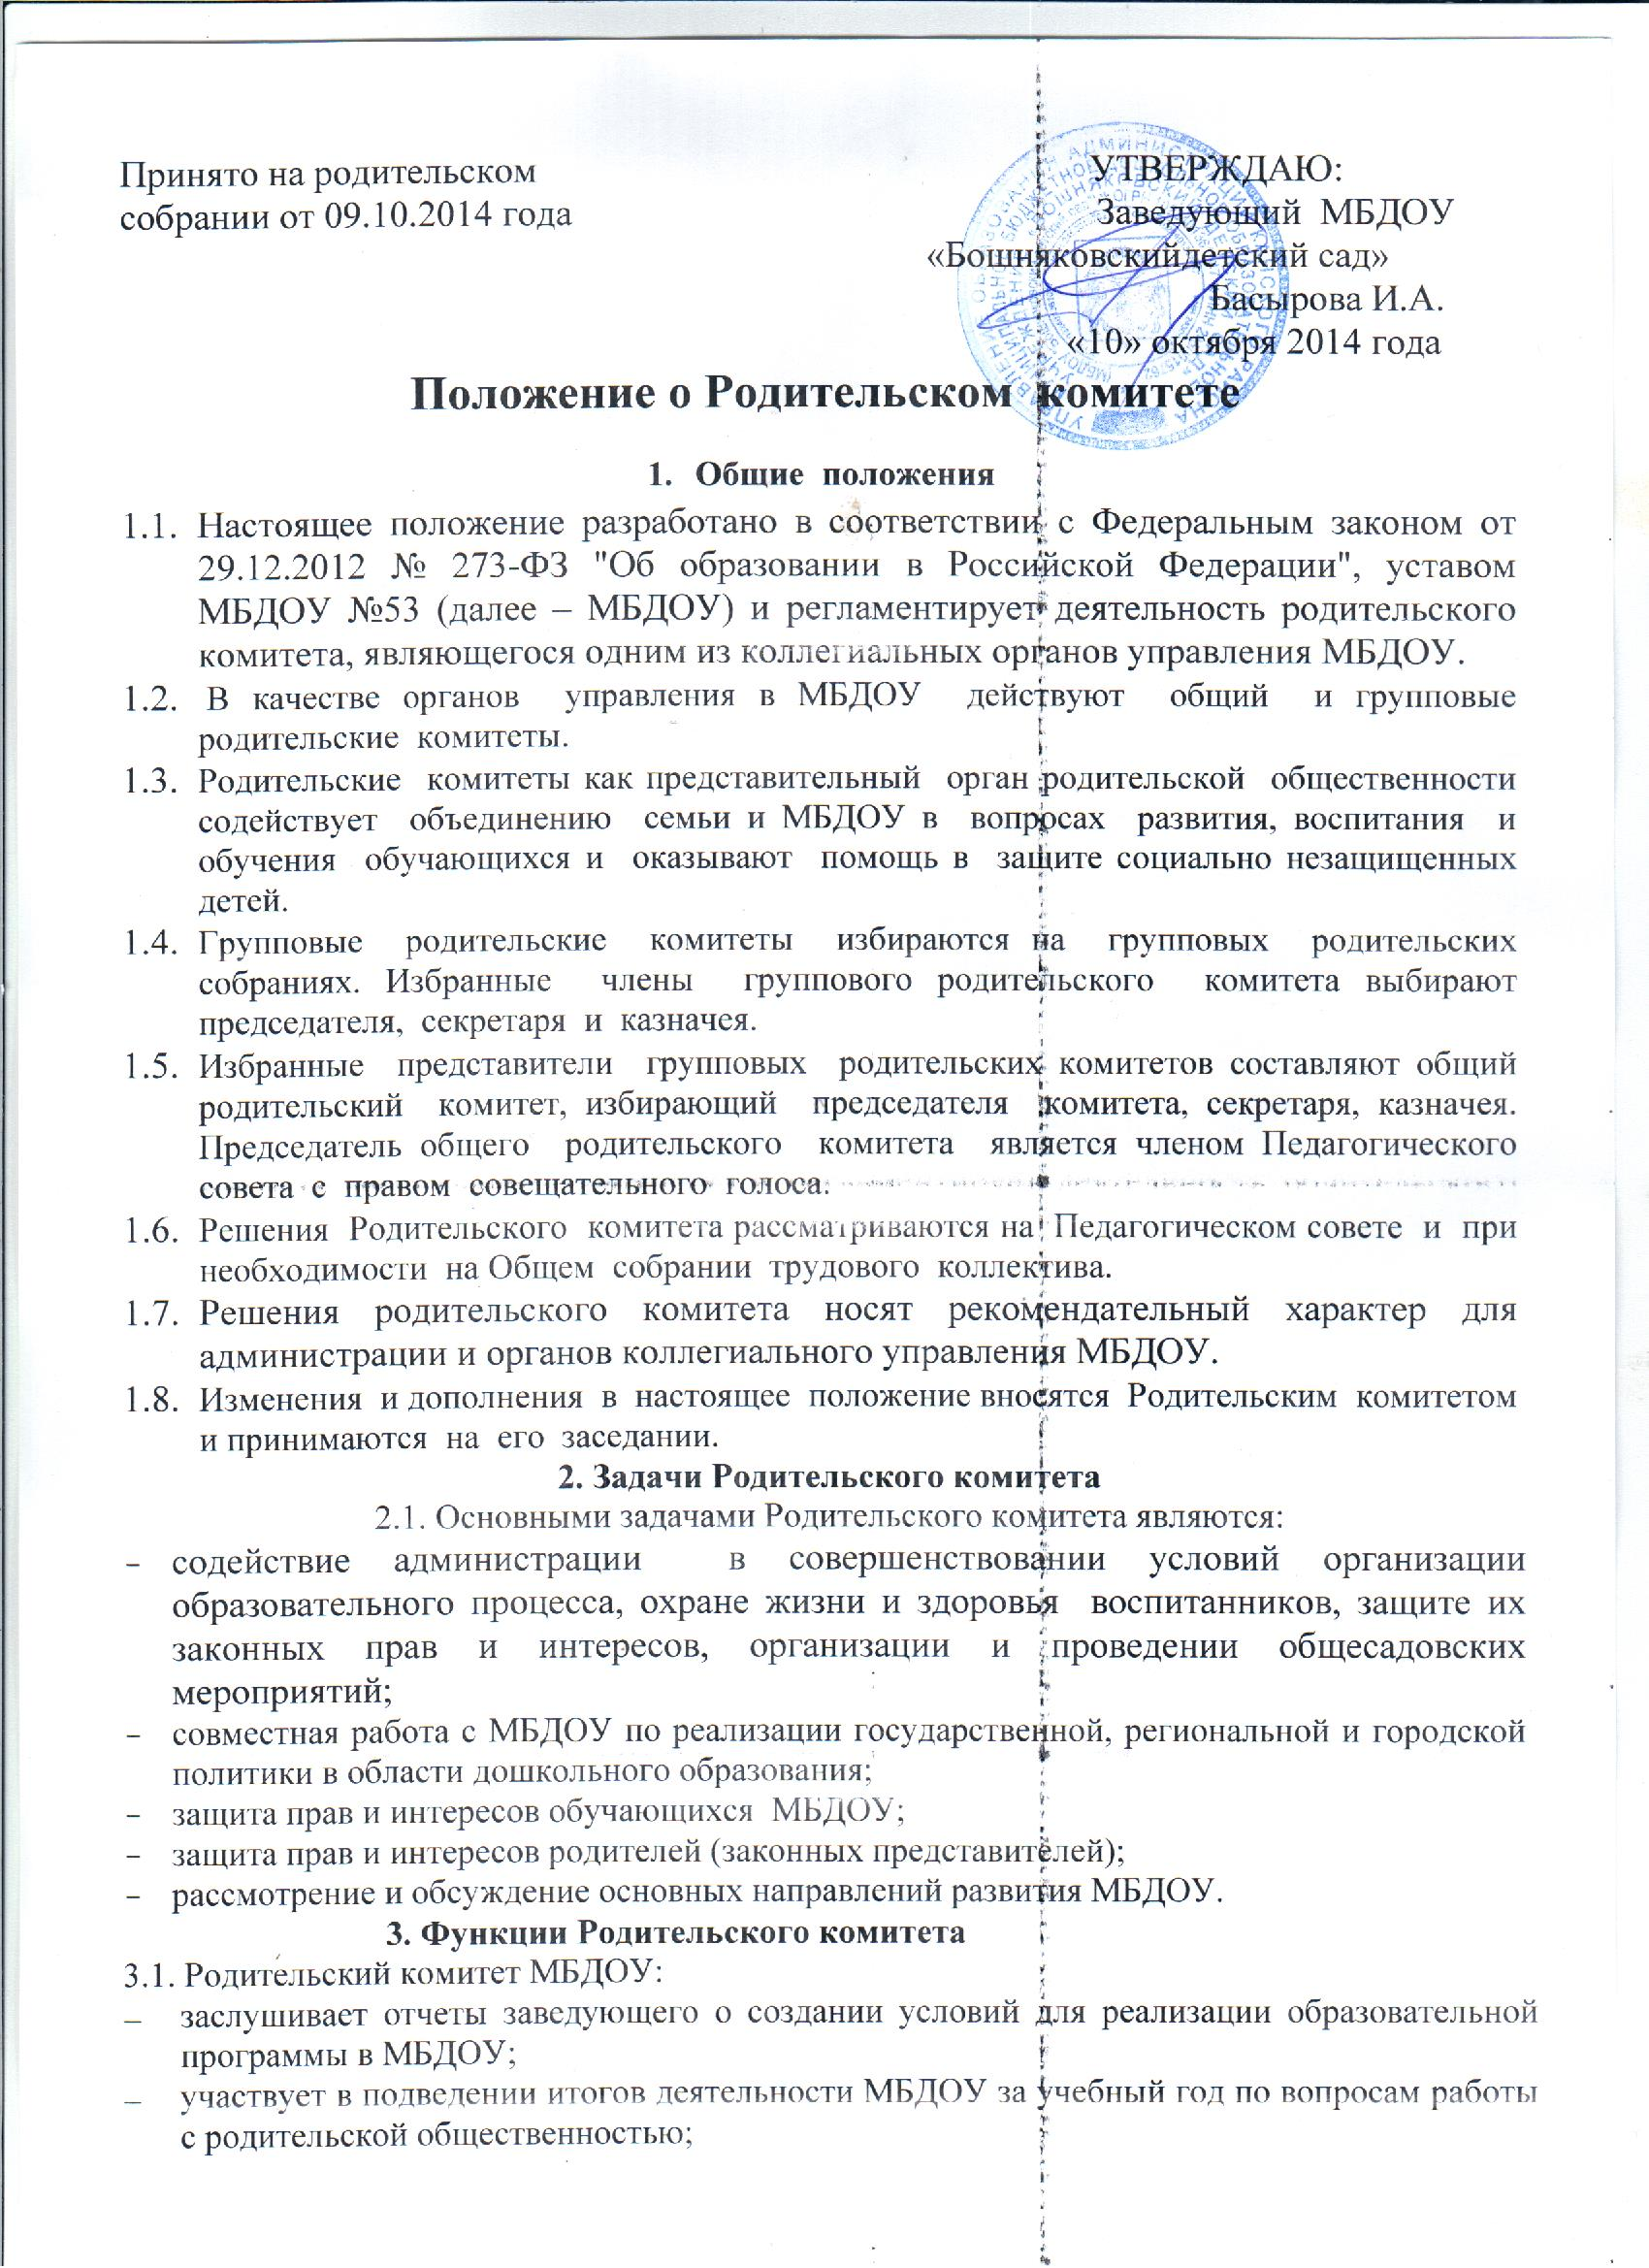 Принято на родительском
собрании от 09.10.2014 года
УТВЕРЖДАЮ:
Заведующий МБДОУ
«Бошняковскийдетский сад»
Басырова И.А.
«10» октября 2014 года
Положение о Родительском комитете
1. Общие положения
1.1. Настоящее положение разработано в соответствии с Федеральным законом от
29.12.2012 № 273-ФЗ "Об образовании в Российской Федерации", уставом
МБДОУ №53 (далее – МБДОУ) и регламентирует деятельность родительского
комитета, являющегося одним из коллегиальных органов управления МБДОУ.
1.2. В качестве органов управления в МБДОУ действуют общий и групповые
родительские комитеты.
1.3. Родительские комитеты как представительный орган родительской общественности
содействует объединению семьи и МБДОУ в вопросах развития, воспитания и
обучения обучающихся и оказывают помощь в защите социально незащищенных
детей.
1.4. Групповые родительские комитеты избираются на групповых родительских
собраниях. Избранные члены группового родительского комитета выбирают
председателя, секретаря и казначея.
1.5. Избранные представители групповых родительских комитетов составляют общий
родительский комитет, избирающий председателя комитета, секретаря, казначея.
Председатель общего родительского комитета является членом Педагогического
совета с правом совещательного голоса.
1.6. Решения Родительского комитета рассматриваются на Педагогическом совете и при
необходимости на Общем собрании трудового коллектива.
1.7. Решения родительского комитета носят рекомендательный характер для
администрации и органов коллегиального управления МБДОУ.
1.8. Изменения и дополнения в настоящее положение вносятся Родительским комитетом
и принимаются на его заседании.
2. Задачи Родительского комитета
2.1. Основными задачами Родительского комитета являются:
- содействие администрации в совершенствовании условий организации
образовательного процесса, охране жизни и здоровья воспитанников, защите их
законных прав и интересов, организации и проведении общесадовских
мероприятий;
- совместная работа с МБДОУ по реализации государственной, региональной и городской
политики в области дошкольного образования;
- защита прав и интересов обучающихся МБДОУ;
- защита прав и интересов родителей (законных представителей);
- рассмотрение и обсуждение основных направлений развития МБДОУ.
3. Функции Родительского комитета
3.1. Родительский комитет МБДОУ:
– заслушивает отчеты заведующего о создании условий для реализации образовательной
программы в МБДОУ;
– участвует в подведении итогов деятельности МБДОУ за учебный год по вопросам работы
с родительской общественностью;